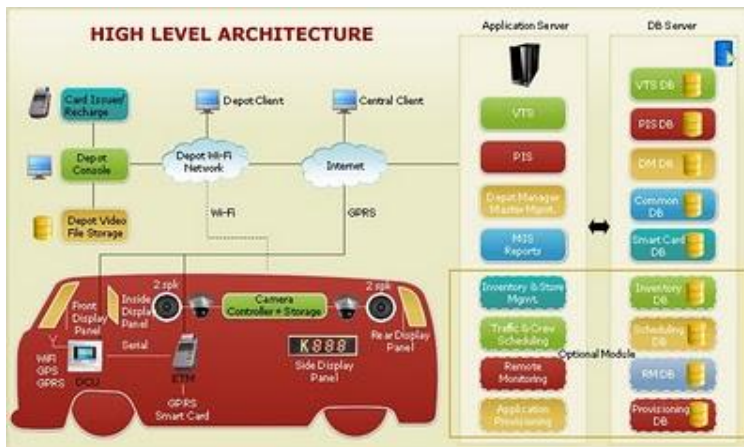 HIGH LEVEL ARCHITECTURE
Application Server
DB Server
Card Issue/
Recharge
Depot Client
Central Client
VTS
VTS DB
Depot
Console
Depot Wi-Fi
Network
Internet
PIS
PIS DB
Depot Video
File Storage
Wi-Fi
GPRS
Depot Manager
Master Mgmt.
DM DB
MIS
Reports
Common
DB
Smart Card
DB
2 spk
2 spk
Front
Display
Panel
Inside
Display
Panel
Camera
Controller + Storage
Rear Display
Panel
Inventory & Store
Mgmt.
Inventory
DB
WiFi
GPS
GPRS
DCU
Serial
ETM
GPRS
Smart Card
K888
Side Display
Panel
Traffic & Crew
Scheduling
Scheduling
DB
Optional Module
Remote
Monitoring
RM DB
Application
Provisioning
Provisioning
DB